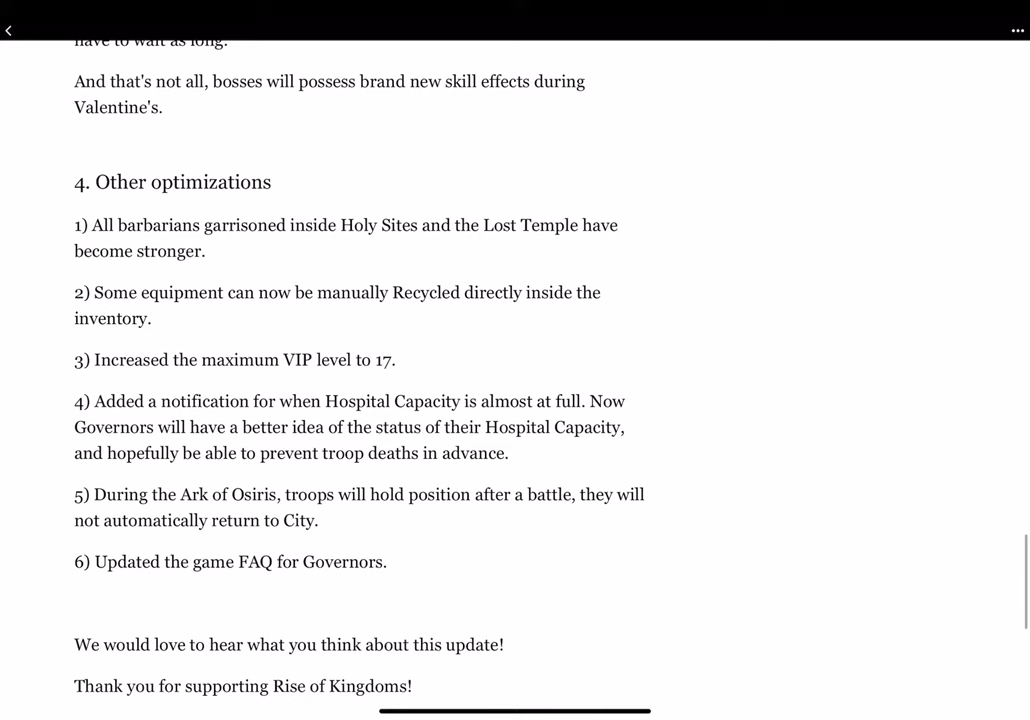 have to wait as long.
And that's not all, bosses will possess brand new skill effects during
Valentine's.
4. Other optimizations
1) All barbarians garrisoned inside Holy Sites and the Lost Temple have
become stronger.
2) Some equipment can now be manually Recycled directly inside the
inventory.
3) Increased the maximum VIP level to 17.
4) Added a notification for when Hospital Capacity is almost at full. Now
Governors will have a better idea of the status of their Hospital Capacity,
and hopefully be able to prevent troop deaths in advance.
5) During the Ark of Osiris, troops will hold position after a battle, they will
not automatically return to City.
6) Updated the game FAQ for Governors.
We would love to hear what you think about this update!
Thank you for supporting Rise of Kingdoms!